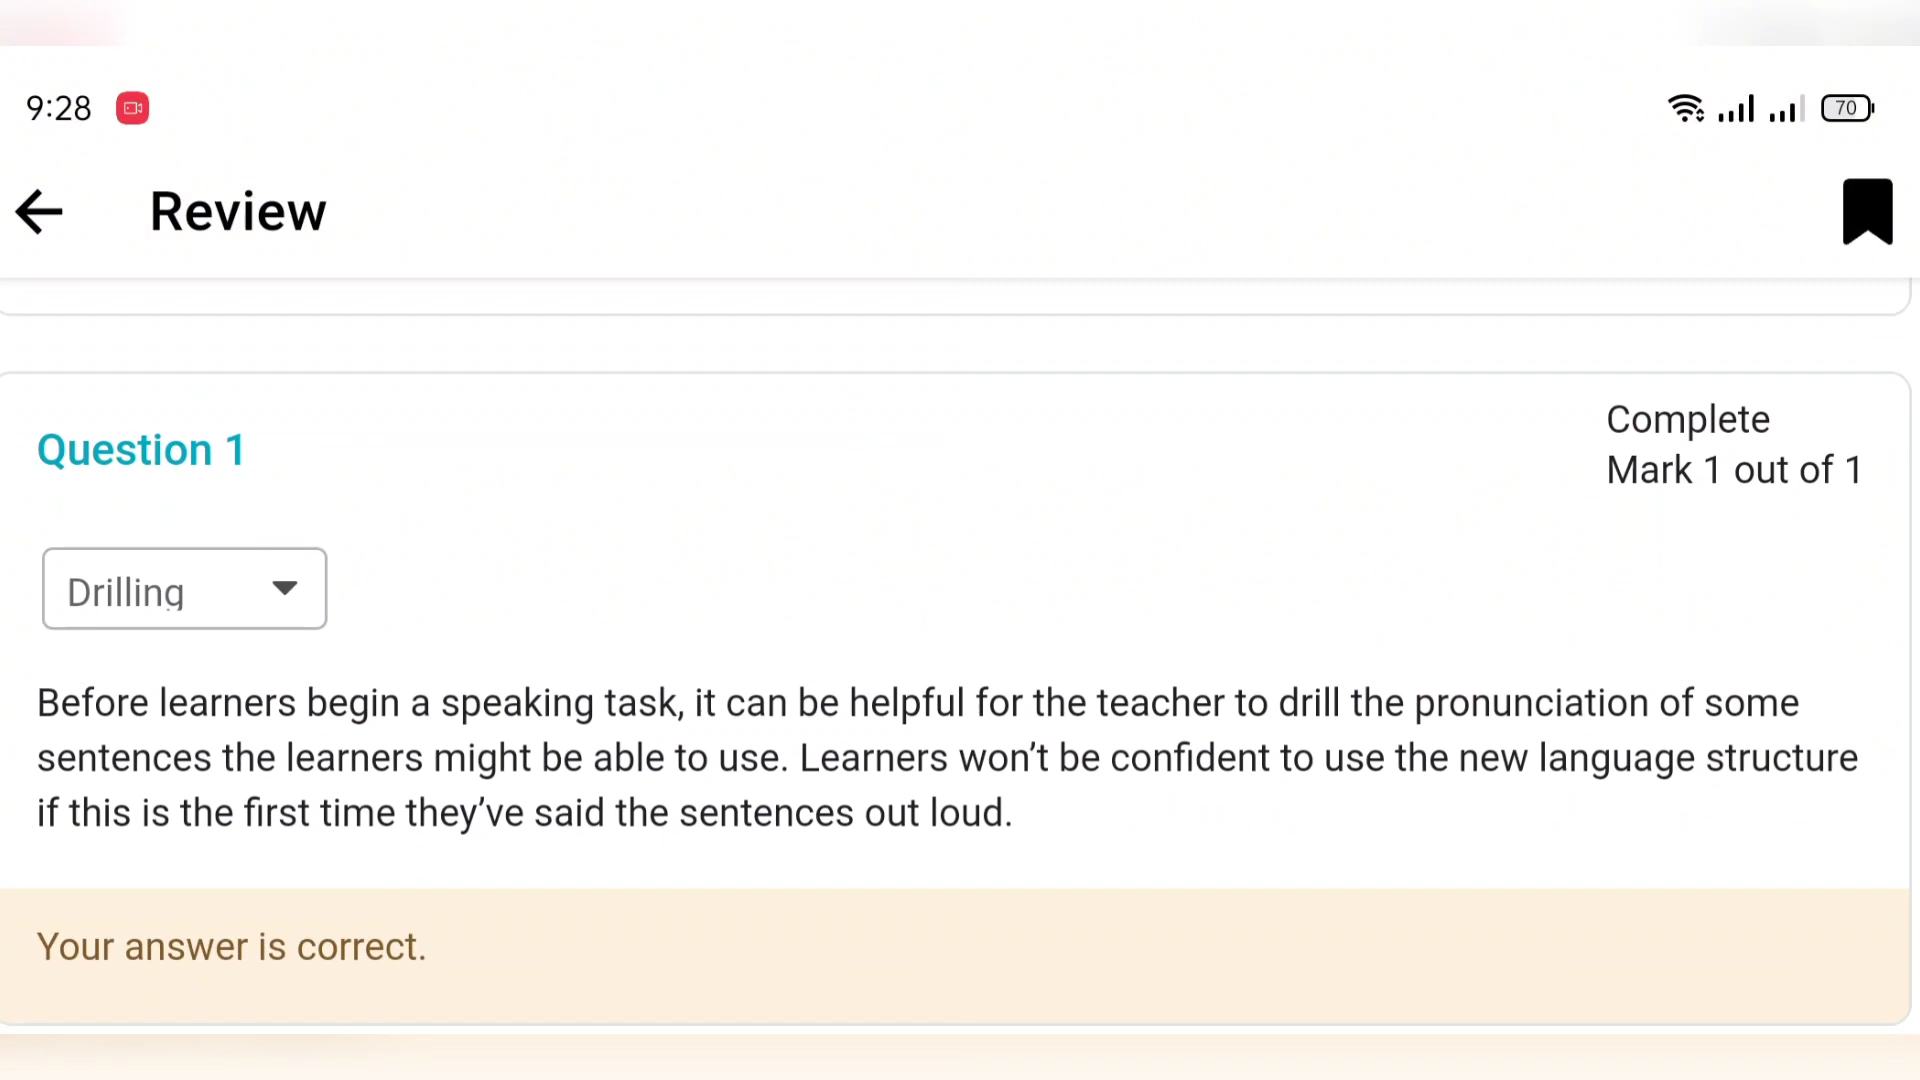 9:28
70
Review
Question 1
Complete
Mark 1 out of 1
Drilling
Before learners begin a speaking task, it can be helpful for the teacher to drill the pronunciation of some
sentences the learners might be able to use. Learners won’t be confident to use the new language structure
if this is the first time they’ve said the sentences out loud.
Your answer is correct.